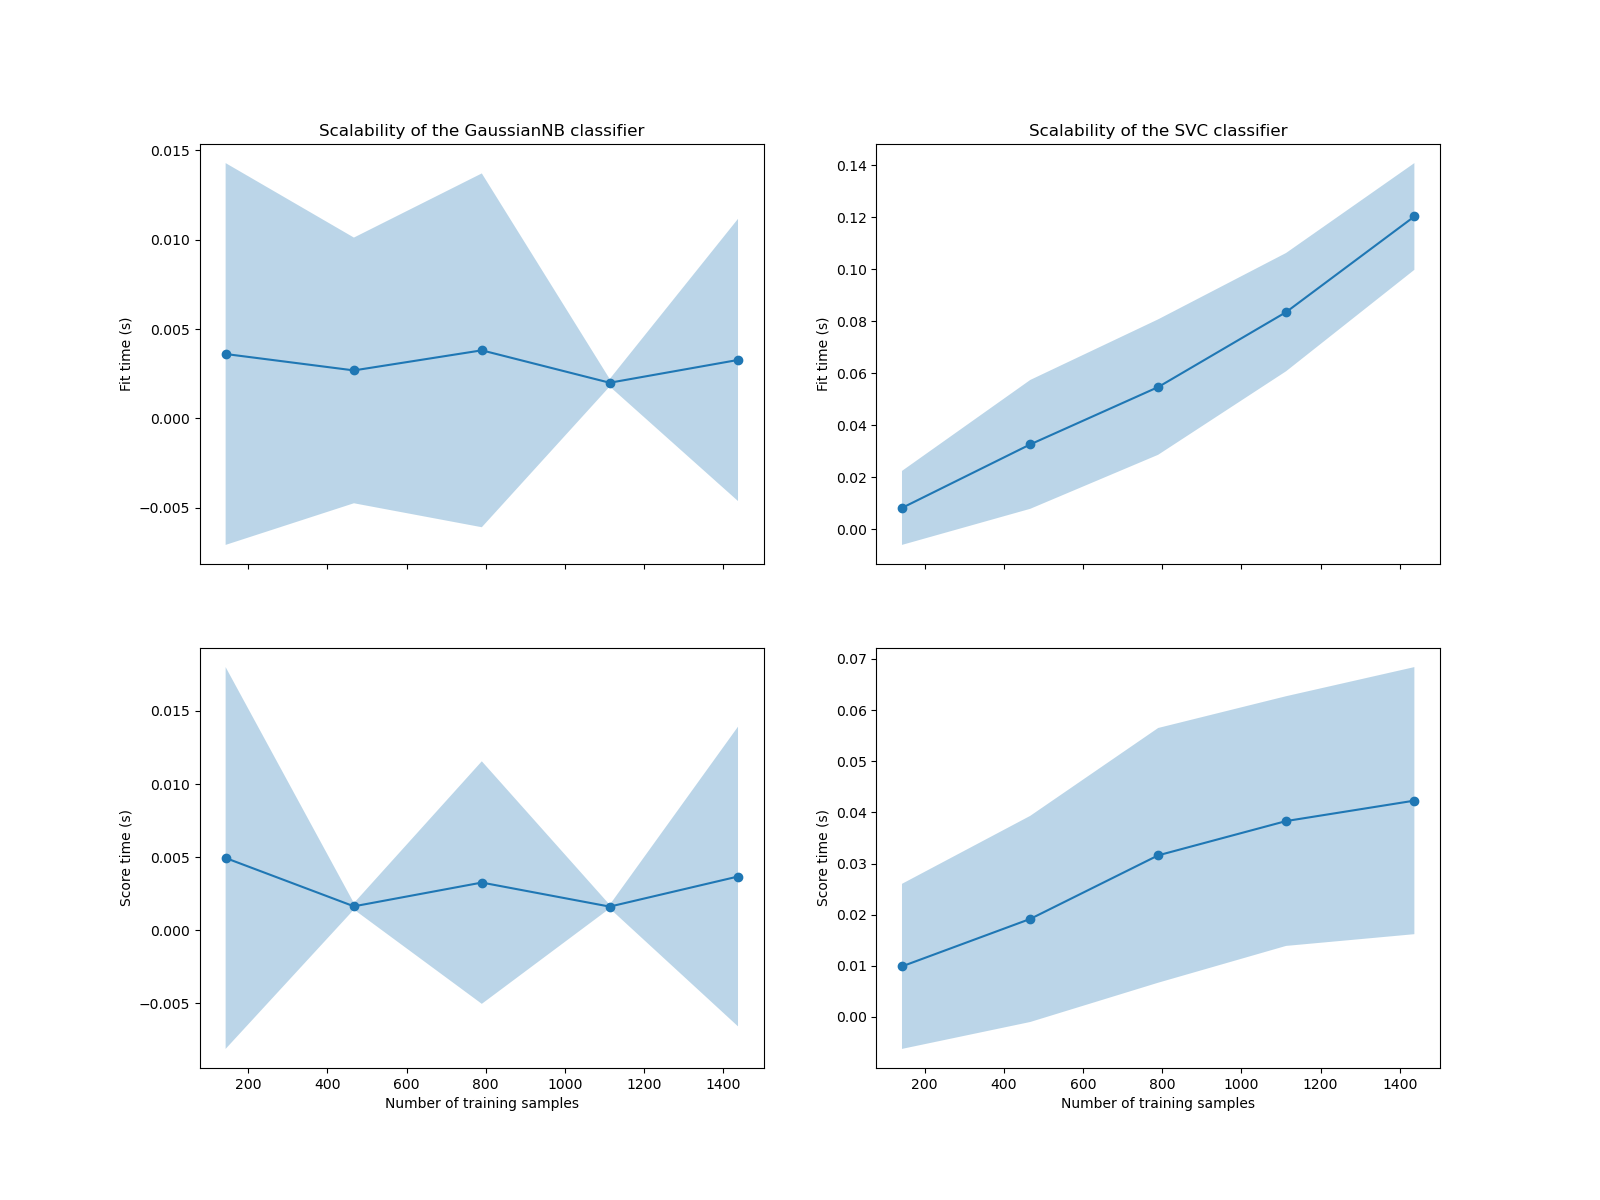 Scalability of the GaussianNB classifier
0.015
0.010
0.005
0.000
−0.005
Fit time (s)
Scalability of the SVC classifier
0.14
0.12
0.10
0.08
0.06
0.04
0.02
0.00
Fit time (s)
0.015
0.010
0.005
0.000
−0.005
Score time (s)
200 400 600 800 1000 1200 1400
Number of training samples
0.07
0.06
0.05
0.04
0.03
0.02
0.01
0.00
Score time (s)
200 400 600 800 1000 1200 1400
Number of training samples